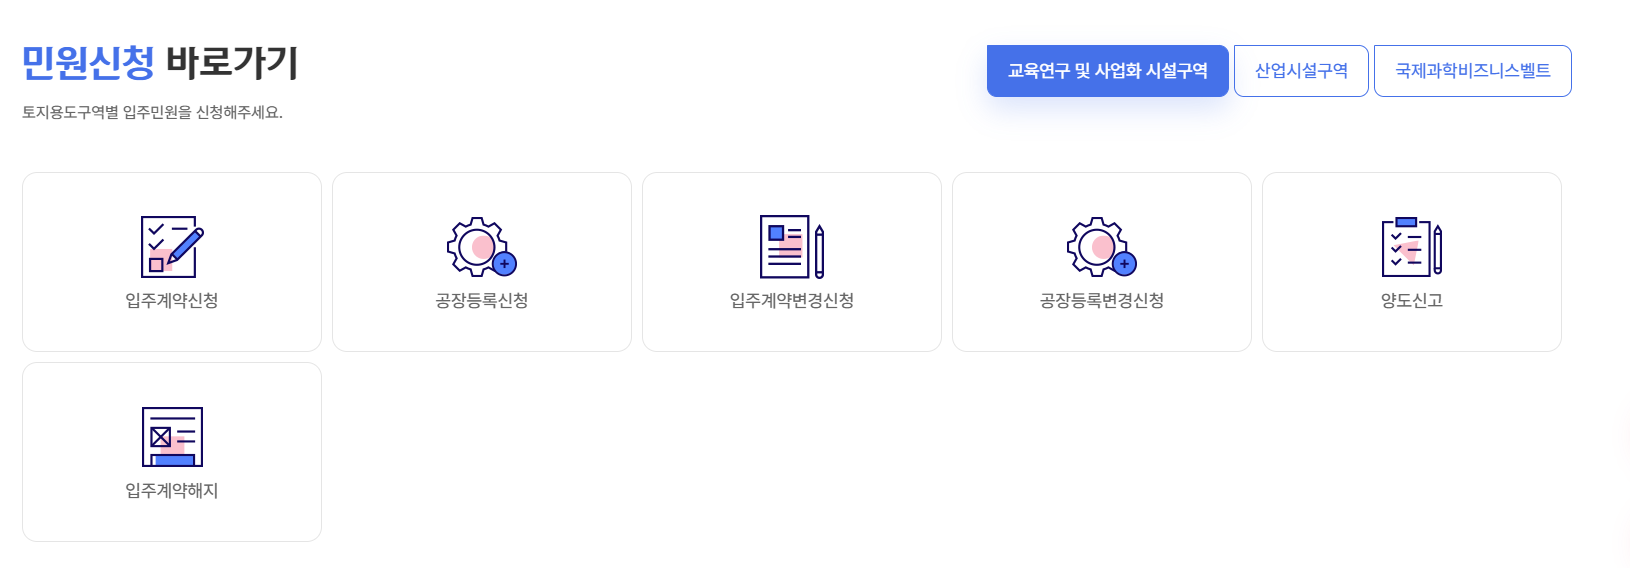 민원신청 바로가기
토지용도구역별 입주민원을 신청해주세요.
교육연구 및 사업화 시설구역
산업시설구역
국제과학비즈니스벨트
입주계약신청
공장등록신청
입주계약변경신청
공장등록변경신청
양도신고
입주계약해지